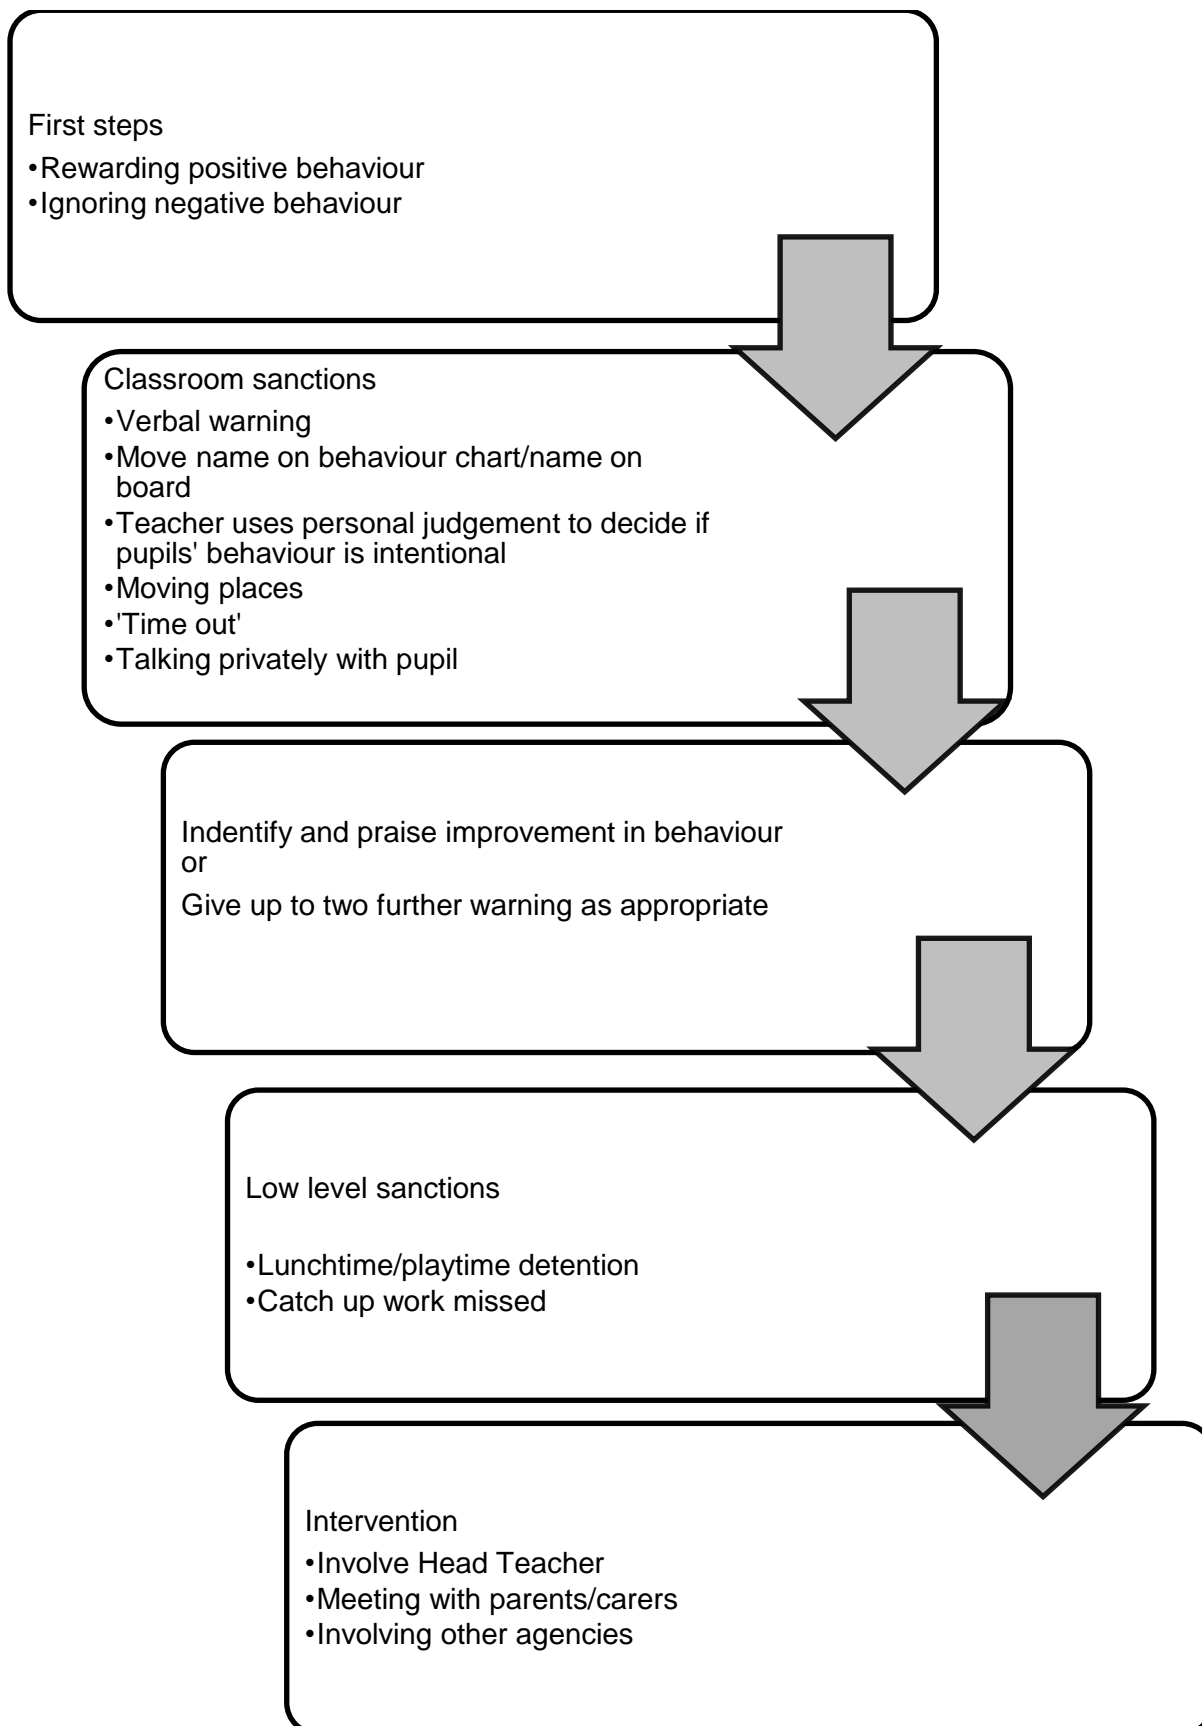 First steps
•Rewarding positive behaviour
•Ignoring negative behaviour
Classroom sanctions
•Verbal warning
•Move name on behaviour chart/name on
board
•Teacher uses personal judgement to decide if
pupils' behaviour is intentional
•Moving places
•'Time out'
•Talking privately with pupil
Indentify and praise improvement in behaviour
or
Give up to two further warning as appropriate
Low level sanctions
•Lunchtime/playtime detention
•Catch up work missed
Intervention
•Involve Head Teacher
•Meeting with parents/carers
•Involving other agencies